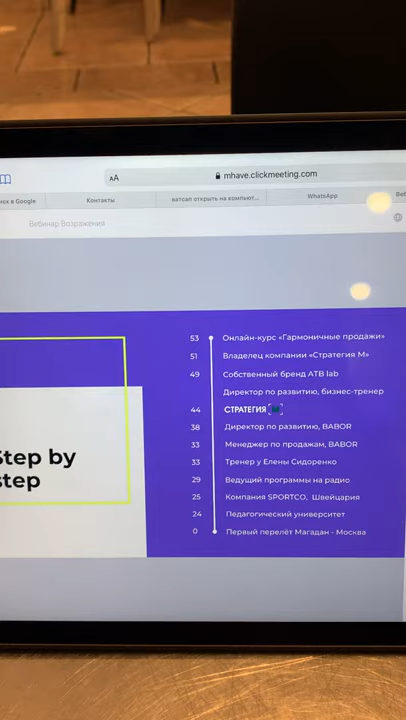 AA
mhave.clickmeeting.com
иск в Google
Контакты
ватсап открыть на компьют...
WhatsApp
Веб
Вебинар Возражения
Step by
step
53 Онлайн-курс «Гармоничные продажи»
51 Владелец компании «Стратегия М»
49 Собственный бренд ATB lab
Директор по развитию, бизнес-тренер
44 СТРАТЕГИЯ М
38 Директор по развитию, BABOR
33 Менеджер по продажам, BABOR
33 Тренер у Елены Сидоренко
29 Ведущий программы на радио
25 Компания SPORTCO, Швейцария
24 Педагогический университет
0 Первый перелёт Магадан - Москва